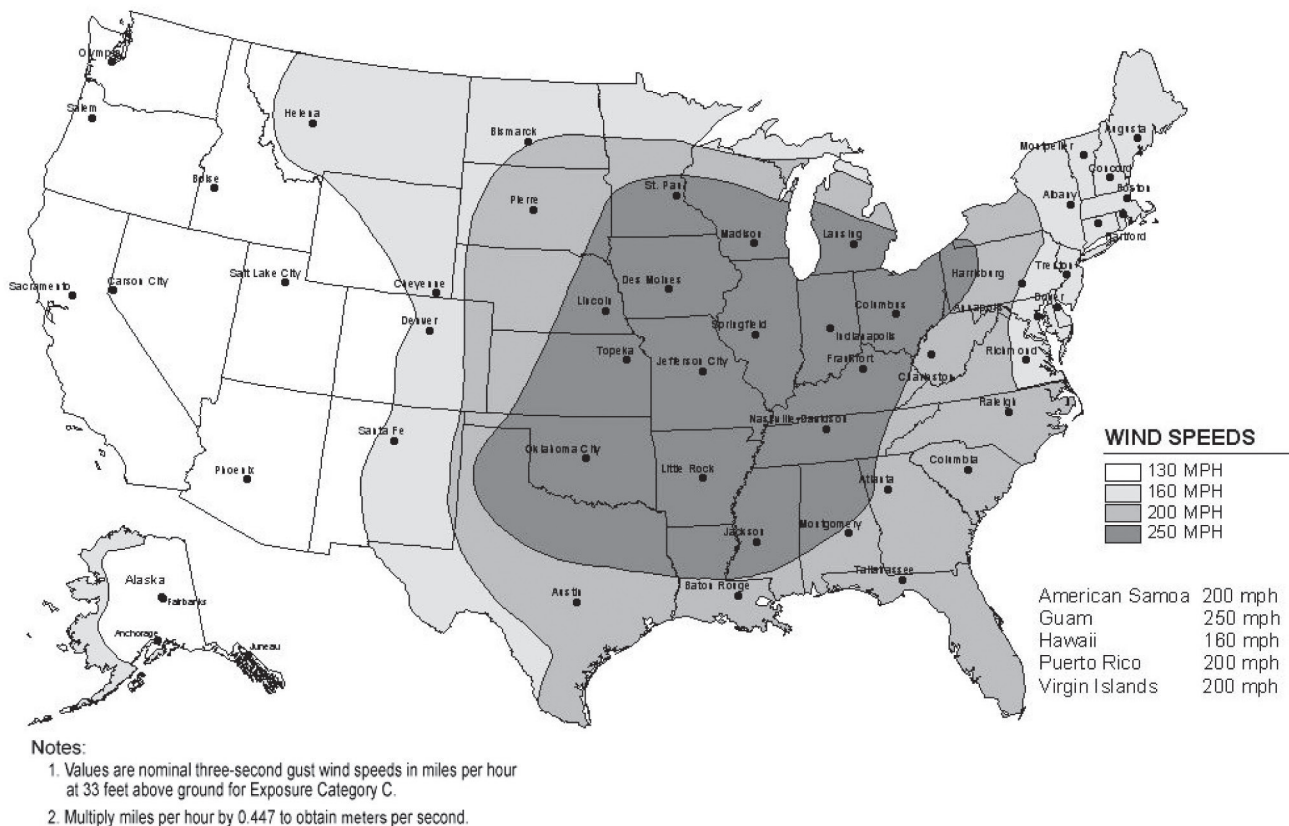 Olympia
Salem
Helena
Bismarck
Boise
Pierre
St. Paul
Madison
Lansing
Montpelier
Augusta
Concord
Albany
Boston
Hartford
Sacramento
Carson City
Salt Lake City
Cheyenne
Denver
Des Moines
Lincoln
Topeka
Springfield
Jefferson City
Indianapolis
Columbus
Frankfort
Harrisburg
Trenton
Dover
Annapolis
Richmond
Charleston
Raleigh
Nashville-Davidson
Santa Fe
Phoenix
Oklahoma City
Little Rock
Columbia
Atlanta
Jackson
Montgomery
Tallahassee
Austin
Baton Rouge
Alaska
Fairbanks
Anchorage
Juneau
WIND SPEEDS
130 MPH
160 MPH
200 MPH
250 MPH
American Samoa 200 mph
Guam 250 mph
Hawaii 160 mph
Puerto Rico 200 mph
Virgin Islands 200 mph
Notes:
1. Values are nominal three-second gust wind speeds in miles per hour
at 33 feet above ground for Exposure Category C.
2. Multiply miles per hour by 0.447 to obtain meters per second.